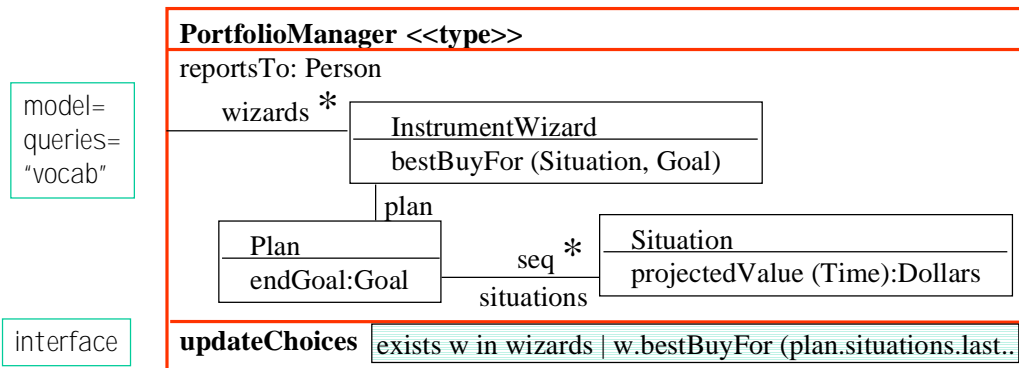 PortfolioManager <<type>>
reportsTo: Person
model=
queries=
"vocab"
wizards *
InstrumentWizard
bestBuyFor (Situation, Goal)
plan
Plan
endGoal:Goal
seq *
situations
Situation
projectedValue (Time):Dollars
interface
updateChoices
exists w in wizards | w.bestBuyFor (plan.situations.last..